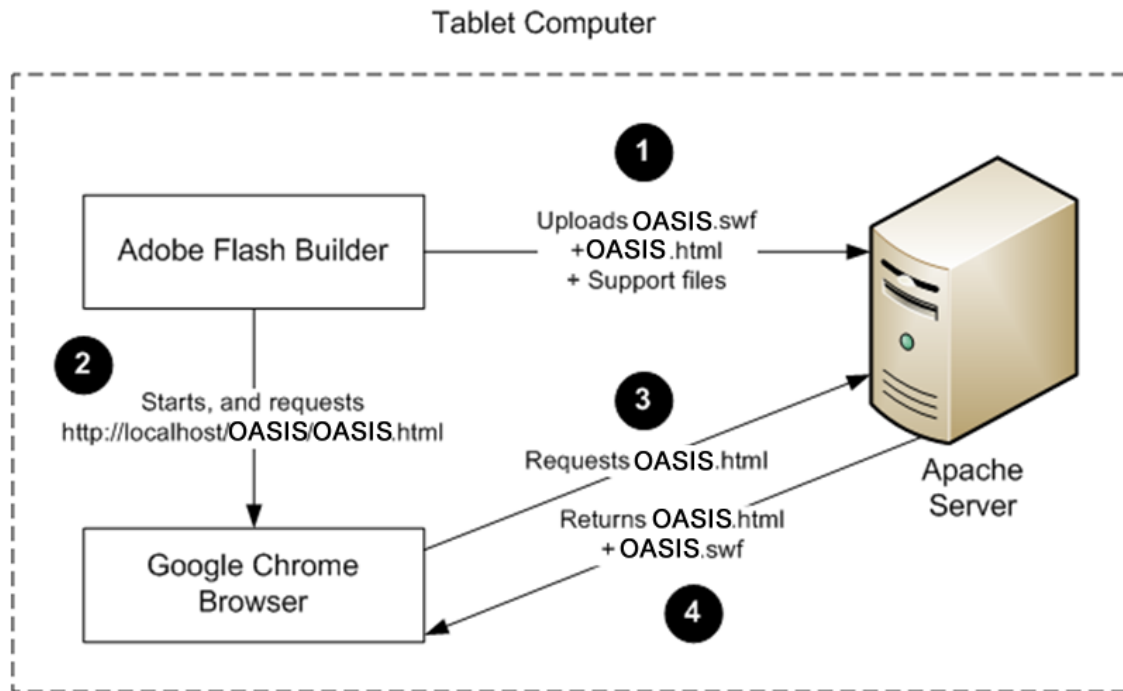 Tablet Computer
1
Adobe Flash Builder
Uploads OASIS.swf
+OASIS.html
+ Support files
2
Starts, and requests
http://localhost/OASIS/OASIS.html
3
Requests OASIS.html
Apache
Server
Returns OASIS.html
+ OASIS.swf
Google Chrome
Browser
4